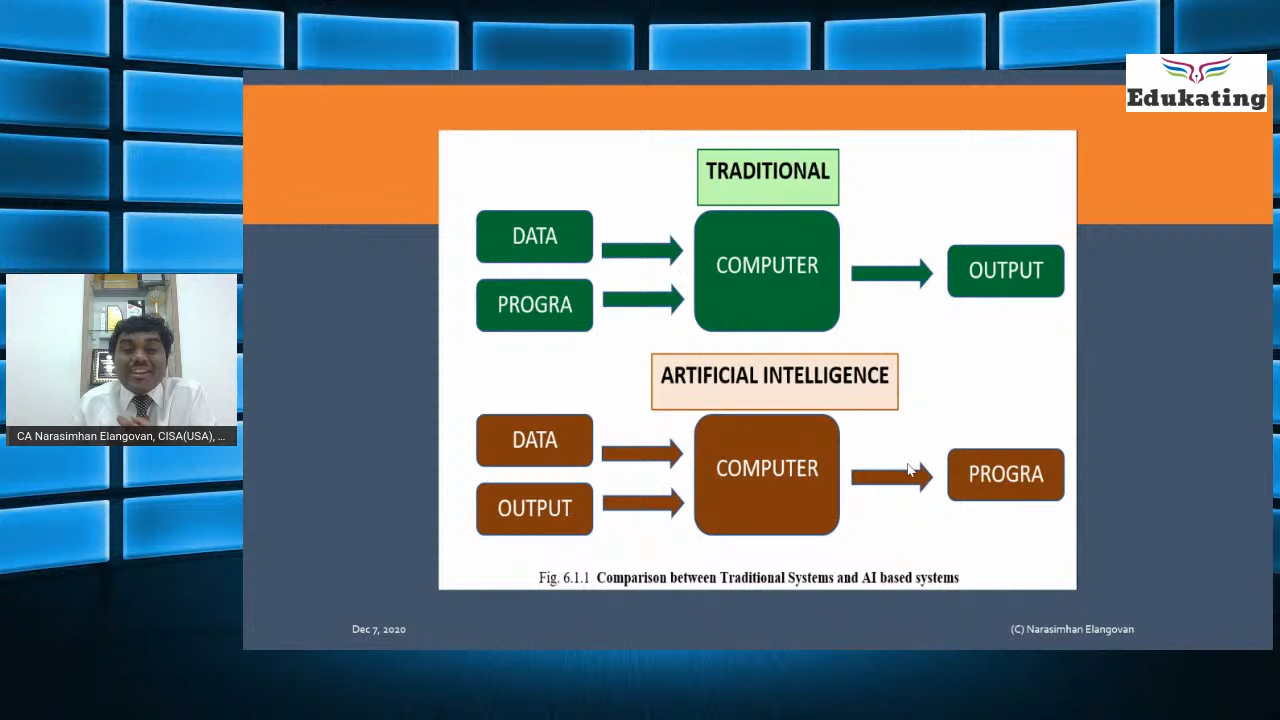 Edukating
TRADITIONAL
DATA
PROGRA
COMPUTER
OUTPUT
ARTIFICIAL INTELLIGENCE
DATA
OUTPUT
COMPUTER
PROGRA
Fig. 6.1.1 Comparison between Traditional Systems and AI based systems
CA Narasimhan Elangovan, CISA(USA), ...
Dec 7, 2020
(C) Narasimhan Elangovan